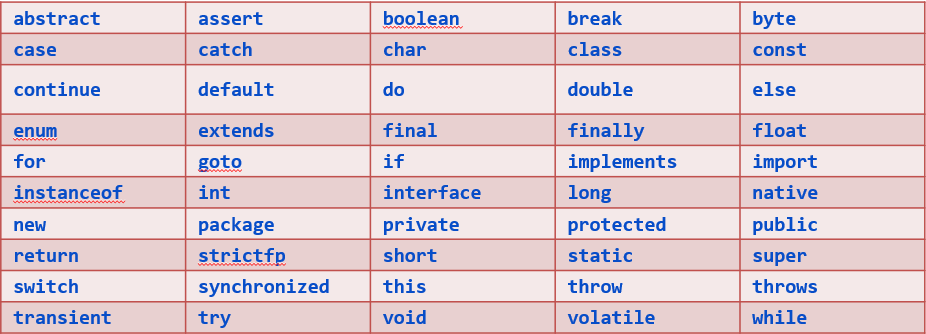 abstract assert boolean break byte
case catch char class const
continue default do double else
enum extends final finally float
for goto if implements import
instanceof int interface long native
new package private protected public
return strictfp short static super
switch synchronized this throw throws
transient try void volatile while